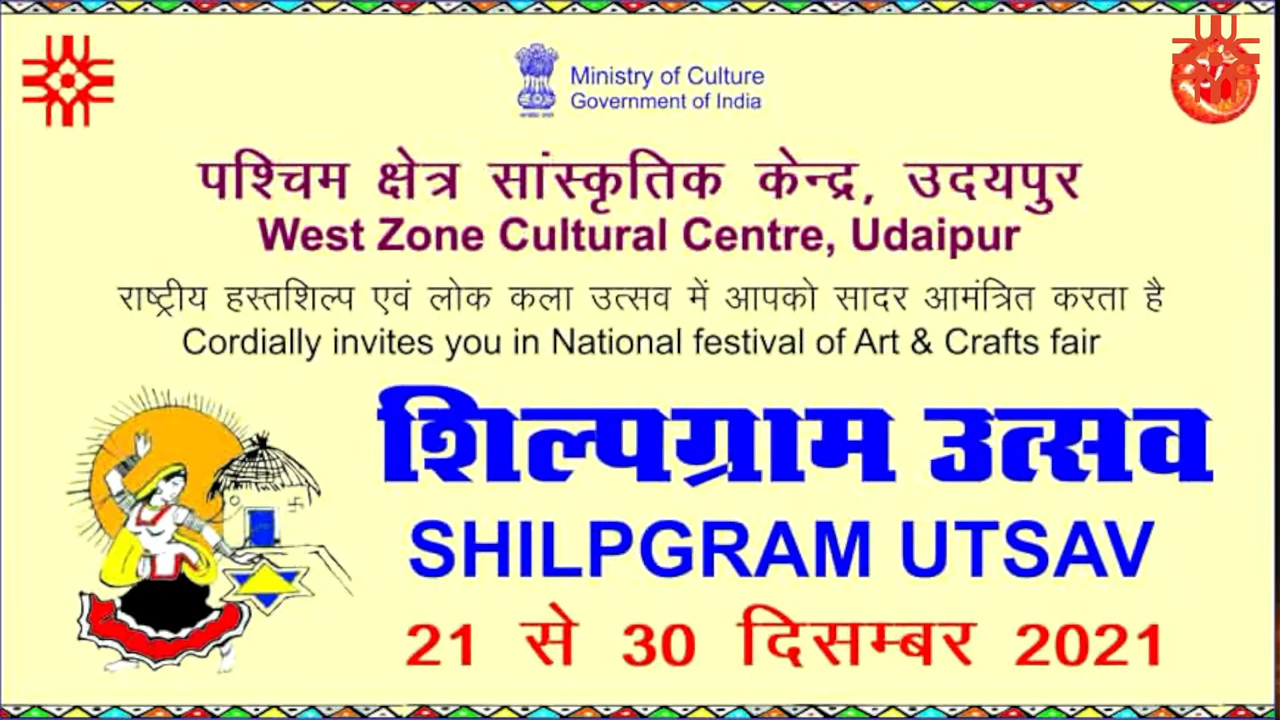 Ministry of Culture
Government of India
पश्चिम क्षेत्र सांस्कृतिक केन्द्र, उदयपुर
West Zone Cultural Centre, Udaipur
राष्ट्रीय हस्तशिल्प एवं लोक कला उत्सव में आपको सादर आमंत्रित करता है
Cordially invites you in National festival of Art & Crafts fair
शिल्पग्राम उत्सव
SHILPGRAM UTSAV
21 से 30 दिसम्बर 2021